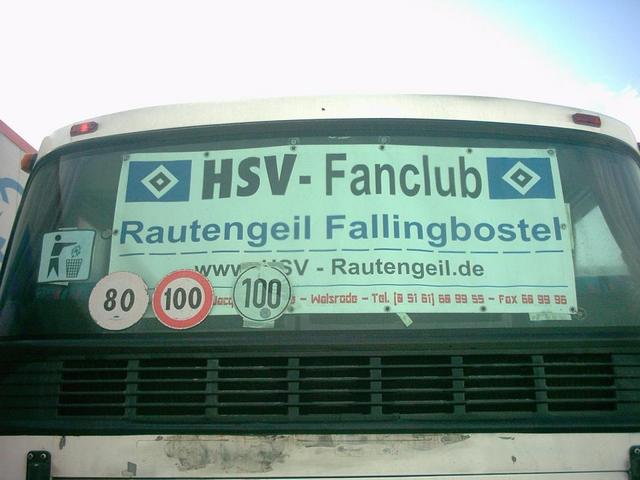 HSV - Fanclub
Rautengeil Fallingbostel
www. HSV - Rautengeil.de
80 100 100
- Walsrode - Tel. (0 51 61) 68 99 55 - Fax 68 99 96